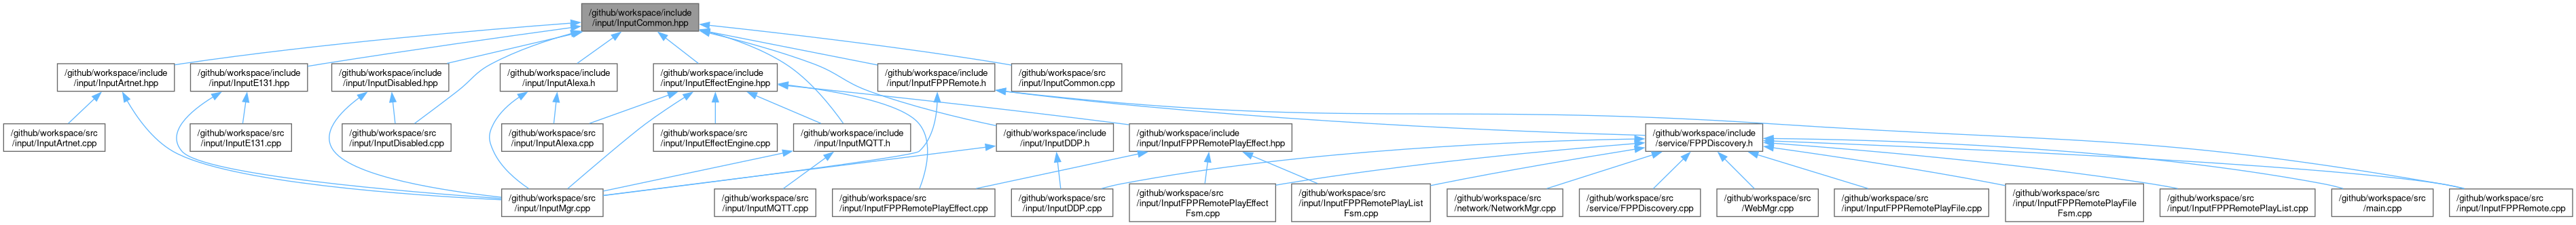 /github/workspace/include
/input/InputCommon.hpp
/github/workspace/include
/input/InputArtnet.hpp
/github/workspace/include
/input/InputE131.hpp
/github/workspace/include
/input/InputDisabled.hpp
/github/workspace/include
/input/InputAlexa.h
/github/workspace/include
/input/InputEffectEngine.hpp
/github/workspace/include
/input/InputFPPRemote.h
/github/workspace/src
/input/InputCommon.cpp
/github/workspace/src
/input/InputArtnet.cpp
/github/workspace/src
/input/InputE131.cpp
/github/workspace/src
/input/InputDisabled.cpp
/github/workspace/src
/input/InputAlexa.cpp
/github/workspace/src
/input/InputEffectEngine.cpp
/github/workspace/include
/input/InputMQTT.h
/github/workspace/include
/input/InputDDP.h
/github/workspace/include
/input/InputFPPRemotePlayEffect.hpp
/github/workspace/include
/service/FPPDiscovery.h
/github/workspace/src
/input/InputMgr.cpp
/github/workspace/src
/input/InputMQTT.cpp
/github/workspace/src
/input/InputFPPRemotePlayEffect.cpp
/github/workspace/src
/input/InputDDP.cpp
/github/workspace/src
/input/InputFPPRemotePlayEffect
Fsm.cpp
/github/workspace/src
/input/InputFPPRemotePlayList
Fsm.cpp
/github/workspace/src
/network/NetworkMgr.cpp
/github/workspace/src
/service/FPPDiscovery.cpp
/github/workspace/src
/WebMgr.cpp
/github/workspace/src
/input/InputFPPRemotePlayFile.cpp
/github/workspace/src
/input/InputFPPRemotePlayFile
Fsm.cpp
/github/workspace/src
/input/InputFPPRemotePlayList.cpp
/github/workspace/src
/main.cpp
/github/workspace/src
/input/InputFPPRemote.cpp